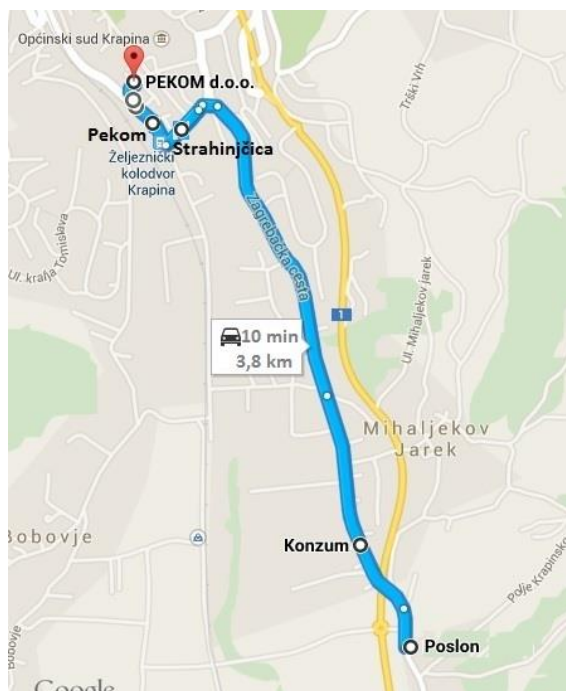 Općinski sud Krapina
PEKOM d.o.o.
Trški Vrh
Pekom
Strahinjčica
Željeznički
kolodvor
Krapina
Zagrebačka cesta
Ul. kralja Tomislava
1
Ul. Mihaljekov jarek
10 min
3,8 km
Mihaljekov
Jarek
Konzum
Bobovje
Polje Krapinsko
Poslon
Bobovje
Google